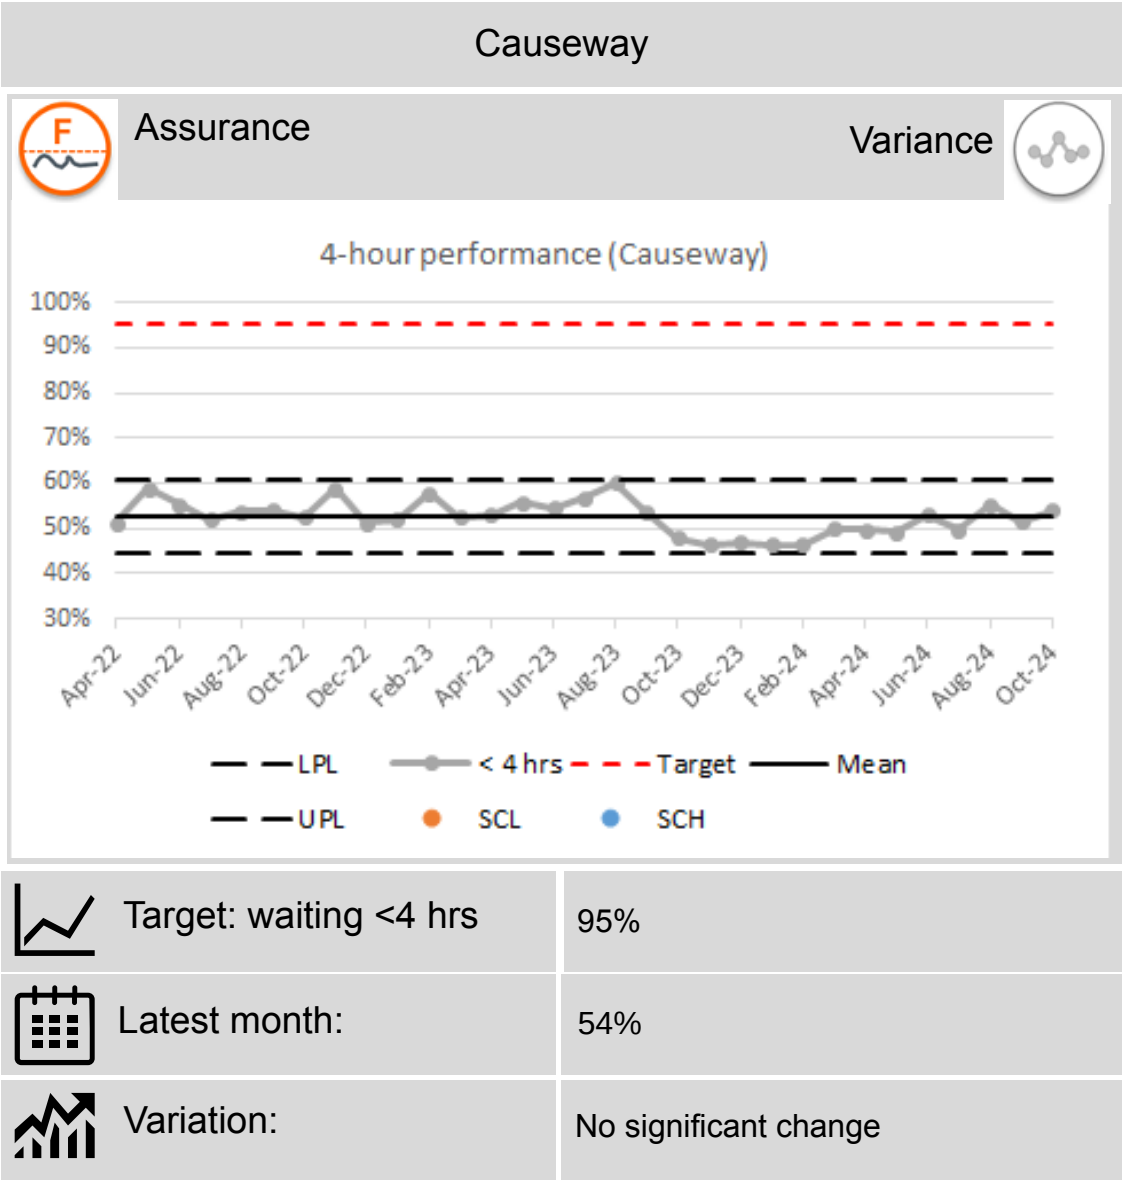 Causeway
F
Assurance
Variance
4-hour performance (Causeway)
100%
90%
80%
70%
60%
50%
40%
30%
Apr-22
Jun-22
Aug-22
Oct-22
Dec-22
Feb-23
Apr-23
Jun-23
Aug-23
Oct-23
Dec-23
Feb-24
Apr-24
Jun-24
Aug-24
Oct-24
LPL < 4 hrs Target Mean
UPL SCL SCH
Target: waiting <4 hrs 95%
Latest month: 54%
Variation: No significant change